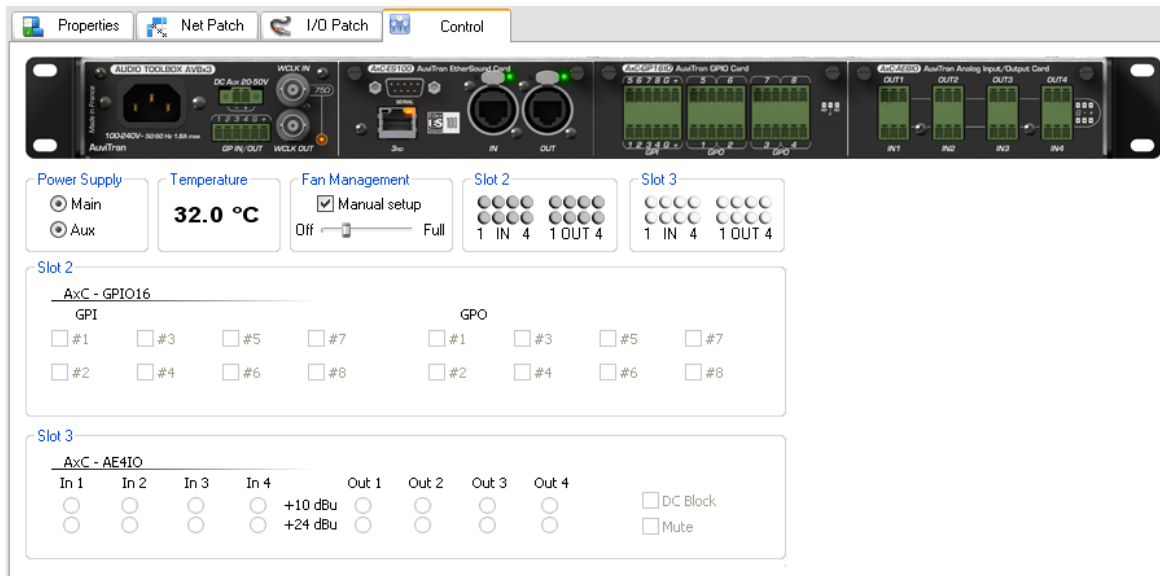 Properties Net Patch I/O Patch Control
AUDIO TOOLBOX AVBx3 WCLK IN AxC-ES100 AuviTran EtherSound Card AuviTran GPIO Card AuviTran Analog Input/Output Card
DC Aux 20-50V 75Ω SERIAL 5 6 7 8 G + 5 6 7 8 OUT1 OUT2 OUT3 OUT4
Made in France
1 2 3 4 G +
100-240V~ 50 60 Hz 1.8A max
AuviTran GP IN/OUT WCLK OUT 3RD IN OUT 1 2 3 4 G + 1 2 3 4 IN1 IN2 IN3 IN4
ES 100
GPI GPO GPO
Power Supply Temperature Fan Management Slot 2 Slot 3
Main 32.0 °C Manual setup
Aux Off Full 1 IN 4 1 OUT 4 1 IN 4 1 OUT 4
Slot 2
AxC - GPIO16
GPI GPO
#1 #3 #5 #7 #1 #3 #5 #7
#2 #4 #6 #8 #2 #4 #6 #8
Slot 3
AxC - AE4IO
In 1 In 2 In 3 In 4 Out 1 Out 2 Out 3 Out 4
+10 dBu DC Block
+24 dBu Mute